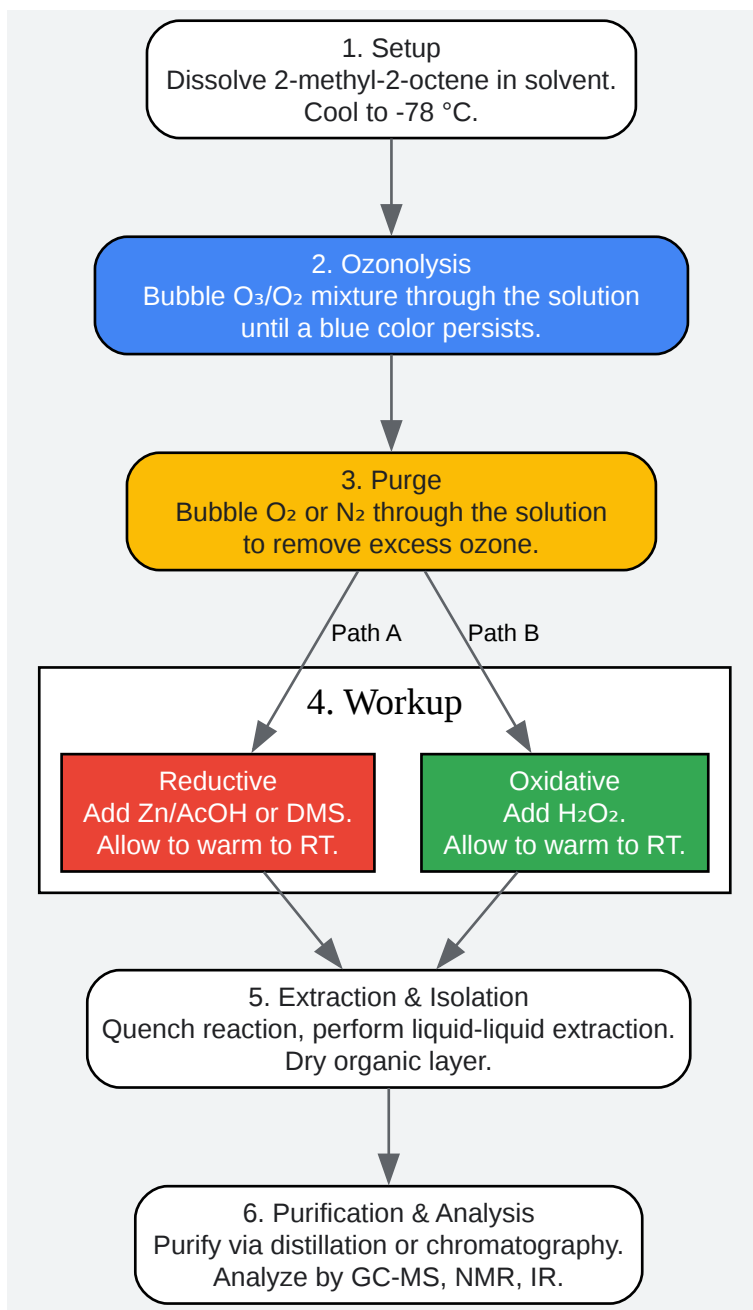 1. Setup
Dissolve 2-methyl-2-octene in solvent.
Cool to -78 °C.
2. Ozonolysis
Bubble O₃/O₂ mixture through the solution
until a blue color persists.
3. Purge
Bubble O₂ or N₂ through the solution
to remove excess ozone.
Path A
Path B
4. Workup
Reductive
Add Zn/AcOH or DMS.
Allow to warm to RT.
Oxidative
Add H₂O₂.
Allow to warm to RT.
5. Extraction & Isolation
Quench reaction, perform liquid-liquid extraction.
Dry organic layer.
6. Purification & Analysis
Purify via distillation or chromatography.
Analyze by GC-MS, NMR, IR.